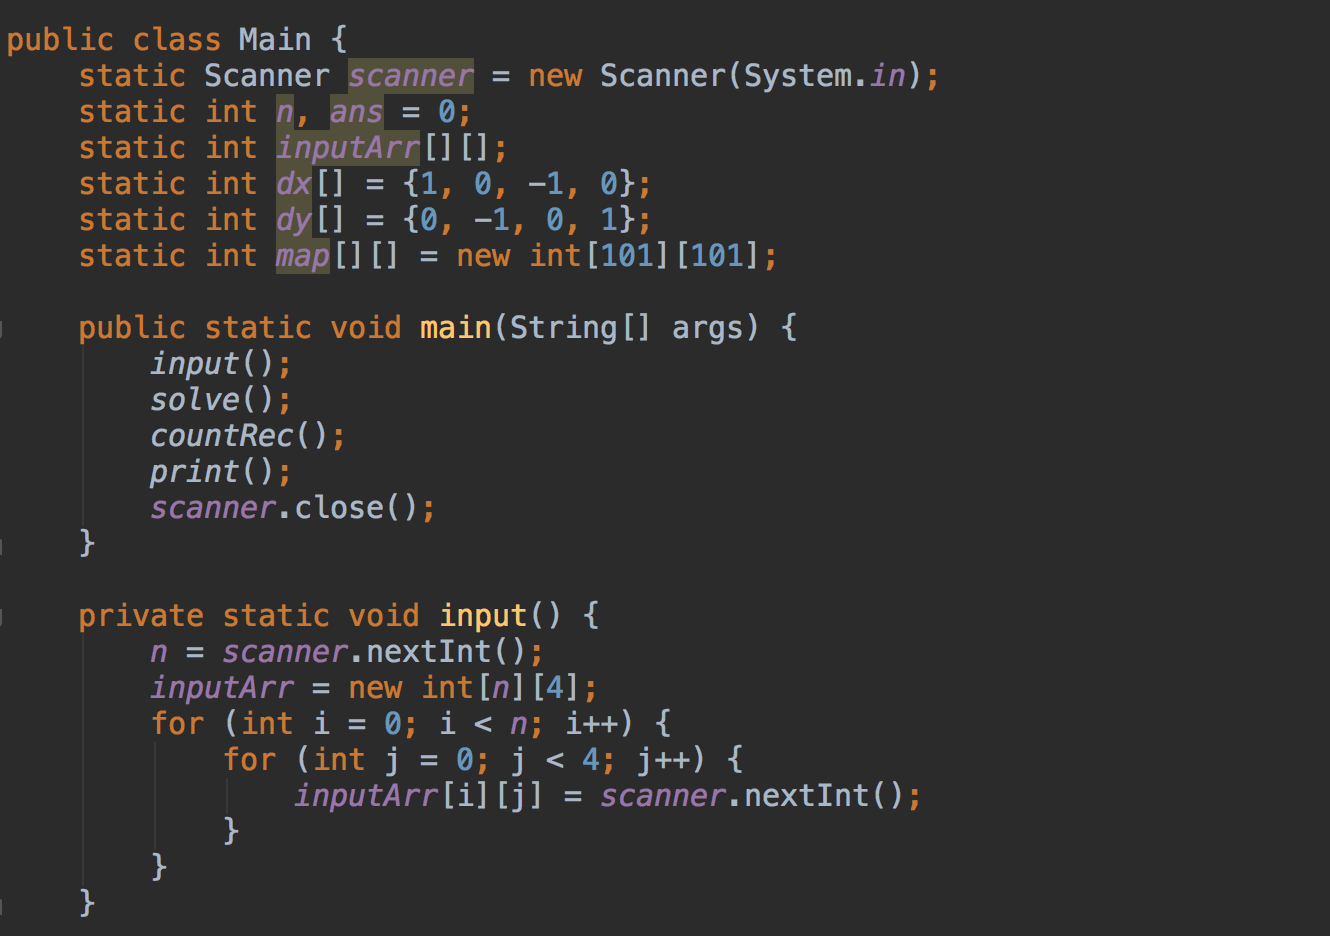 public class Main {
    static Scanner scanner = new Scanner(System.in);
    static int n, ans = 0;
    static int inputArr[][];
    static int dx[] = {1, 0, -1, 0};
    static int dy[] = {0, -1, 0, 1};
    static int map[][] = new int[101][101];

    public static void main(String[] args) {
        input();
        solve();
        countRec();
        print();
        scanner.close();
    }

    private static void input() {
        n = scanner.nextInt();
        inputArr = new int[n][4];
        for (int i = 0; i < n; i++) {
            for (int j = 0; j < 4; j++) {
                inputArr[i][j] = scanner.nextInt();
            }
        }
    }